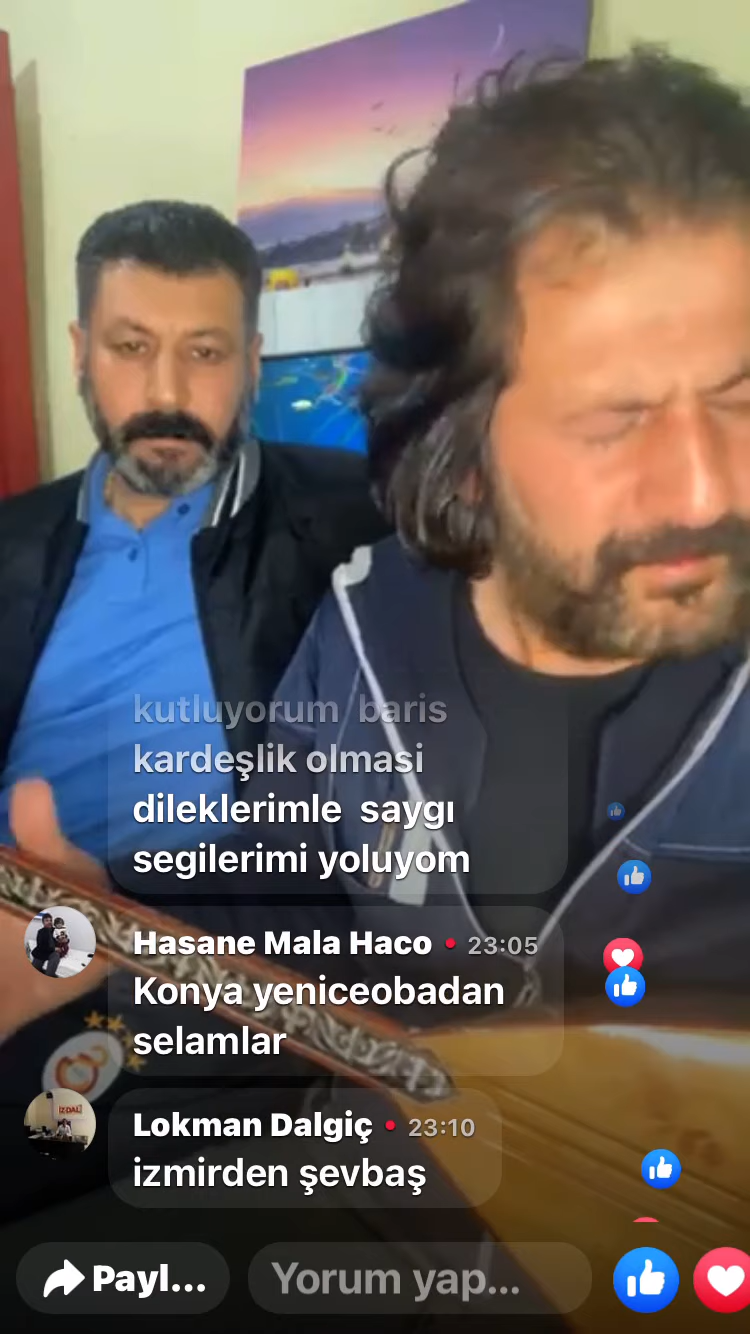 kutluyorum baris
kardeşlik olmasi
dileklerimle saygı
segilerimi yoluyom
Hasane Mala Haco • 23:05
Konya yeniceobadan
selamlar
IZDAL
Lokman Dalgiç • 23:10
izmirden şevbaş
Payl... Yorum yap...